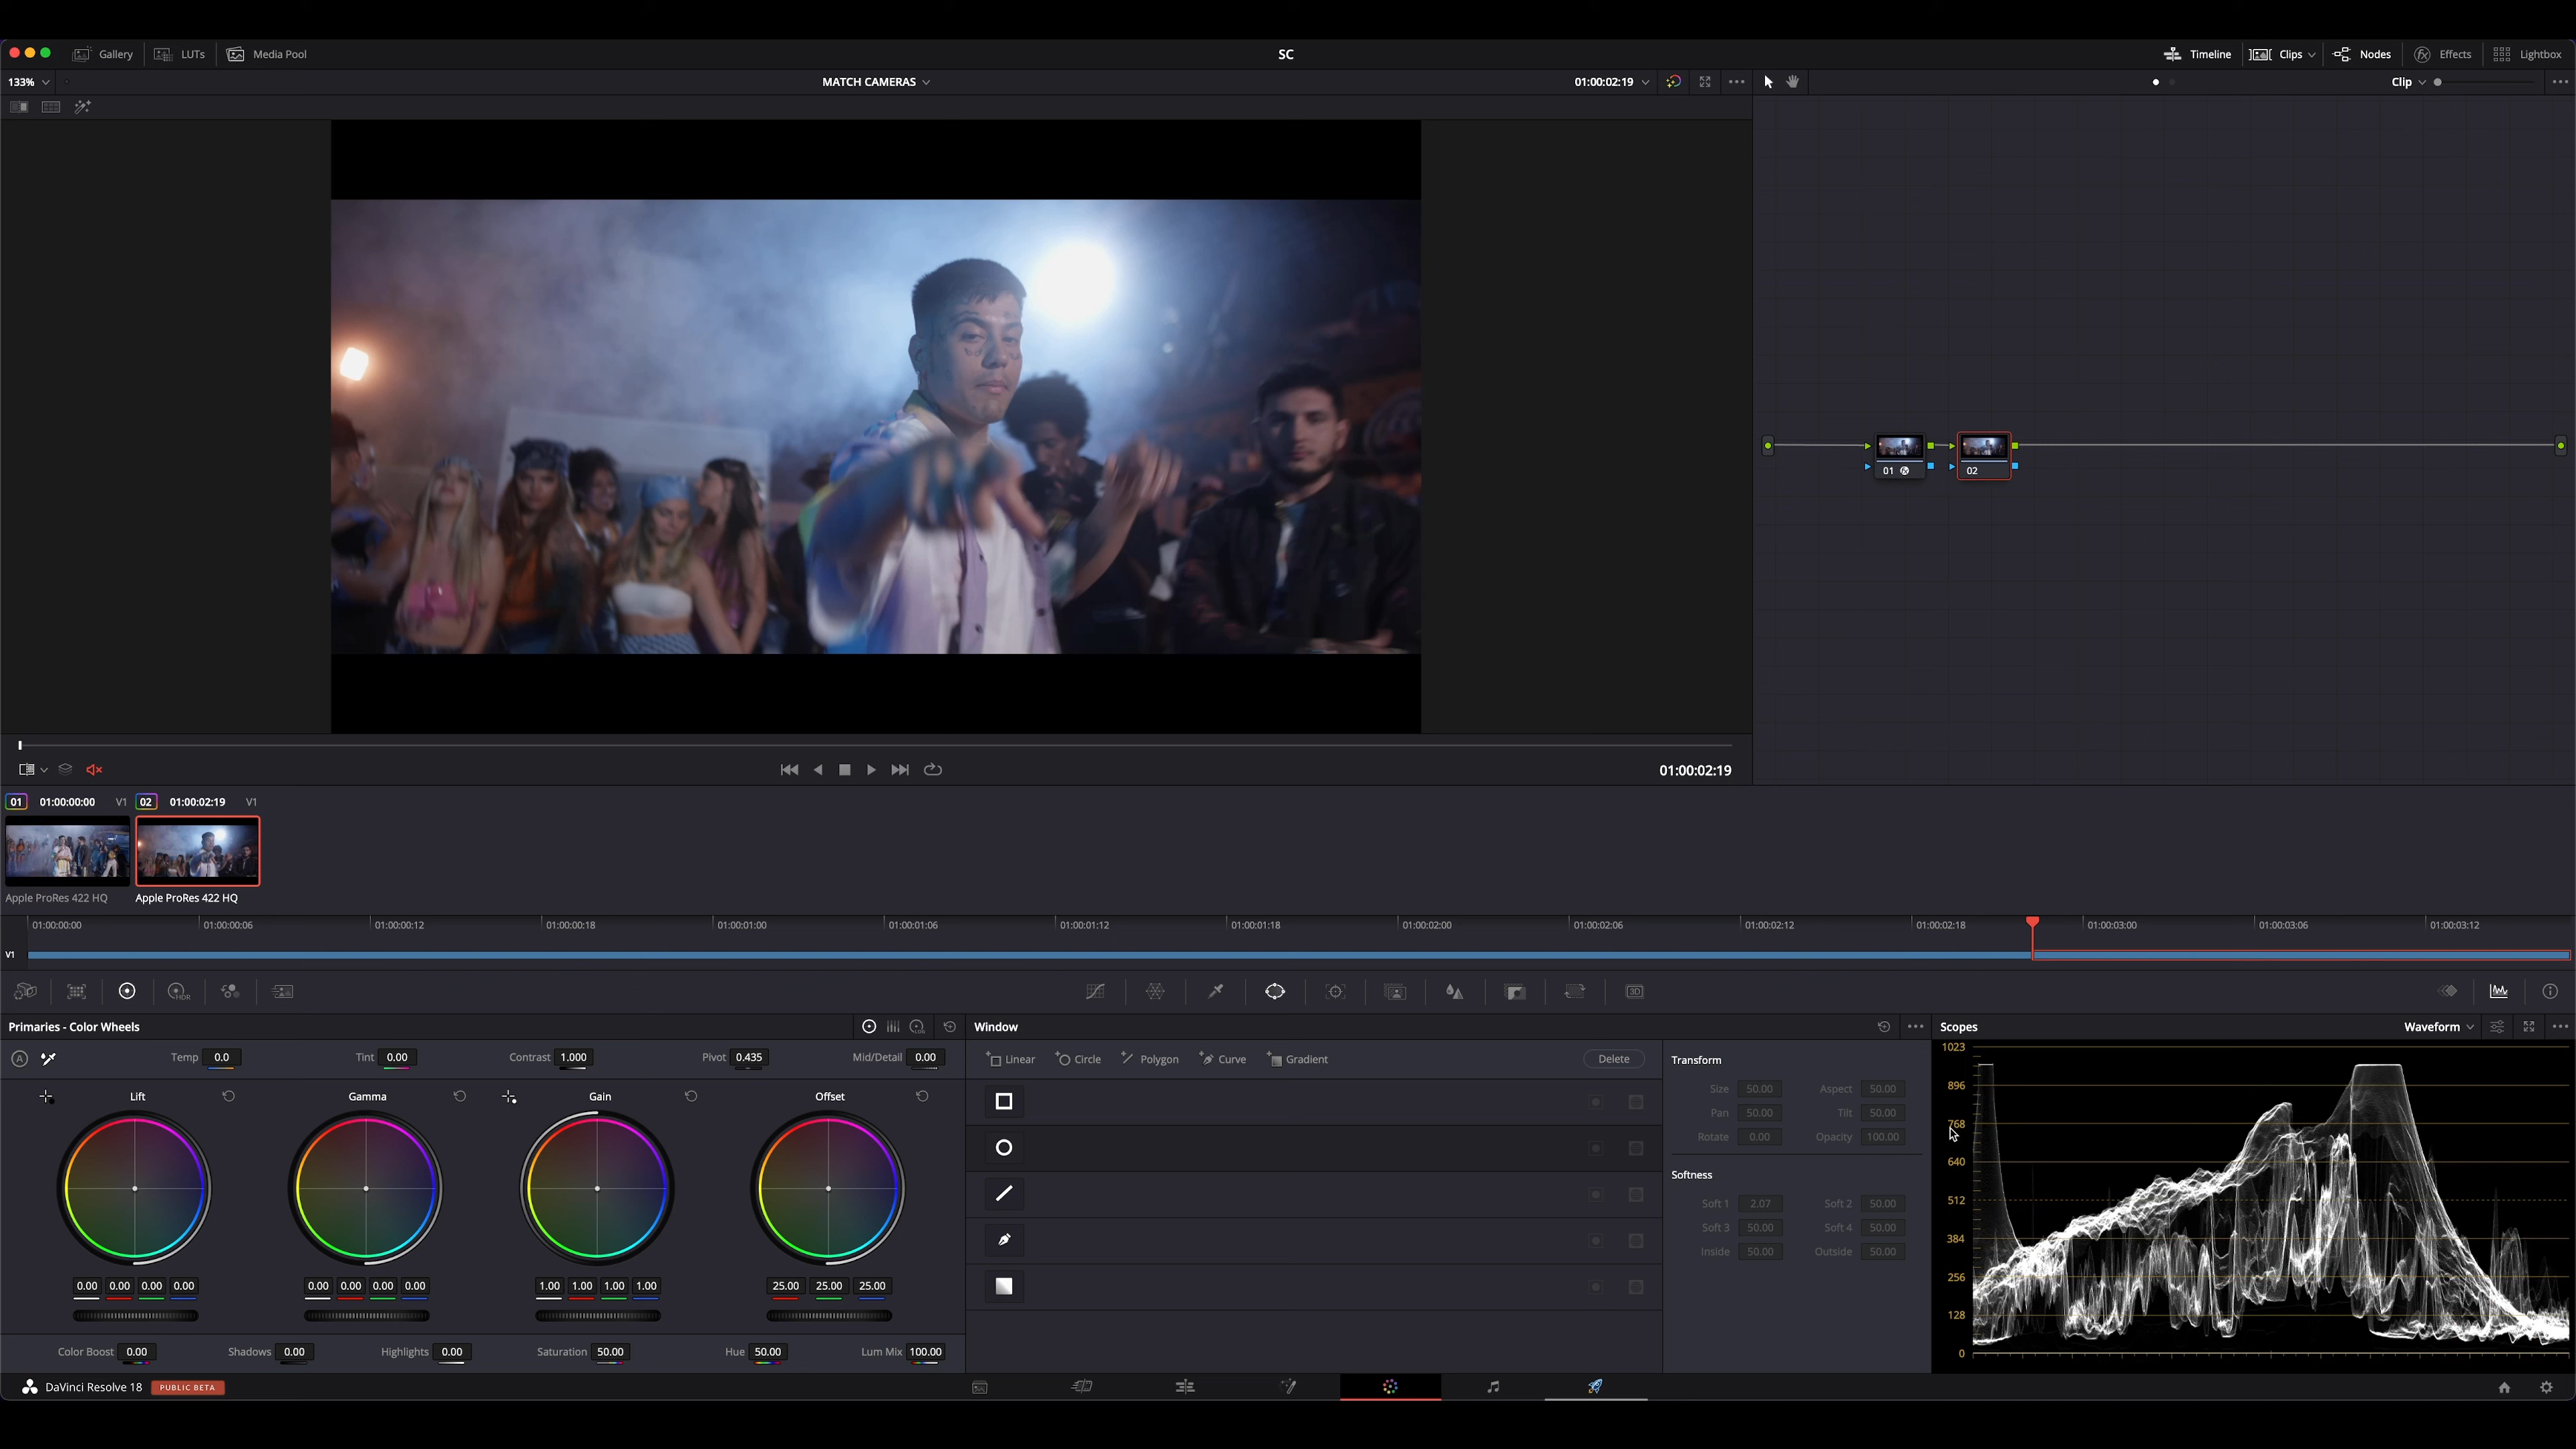 Gallery LUTs Media Pool SC Timeline Clips Nodes Effects Lightbox
133% MATCH CAMERAS 01:00:02:19 Clip
01 02
01:00:02:19
01 01:00:00:00 V1 02 01:00:02:19 V1
Apple ProRes 422 HQ Apple ProRes 422 HQ
01:00:00:00 01:00:00:06 01:00:00:12 01:00:00:18 01:00:01:00 01:00:01:06 01:00:01:12 01:00:01:18 01:00:02:00 01:00:02:06 01:00:02:12 01:00:02:18 01:00:03:00 01:00:03:06 01:00:03:12
V1
HDR 3D
Primaries - Color Wheels LOG Window Scopes Waveform
A Temp 0.0 Tint 0.00 Contrast 1.000 Pivot 0.435 Mid/Detail 0.00
Linear Circle Polygon Curve Gradient Delete
Lift Gamma Gain Offset
0.00 0.00 0.00 0.00 0.00 0.00 0.00 0.00 1.00 1.00 1.00 1.00 25.00 25.00 25.00
Color Boost 0.00 Shadows 0.00 Highlights 0.00 Saturation 50.00 Hue 50.00 Lum Mix 100.00
Transform
Size 50.00 Aspect 50.00
Pan 50.00 Tilt 50.00
Rotate 0.00 Opacity 100.00
Softness
Soft 1 2.07 Soft 2 50.00
Soft 3 50.00 Soft 4 50.00
Inside 50.00 Outside 50.00
1023
896
768
640
512
384
256
128
0
DaVinci Resolve 18 PUBLIC BETA